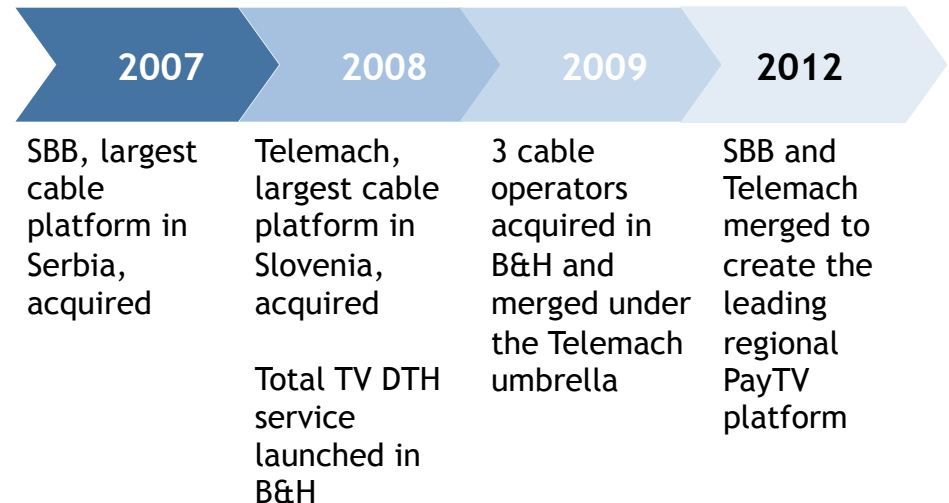 2007
2008
2009
2012
SBB, largest
cable
platform in
Serbia,
acquired
Telemach,
largest cable
platform in
Slovenia,
acquired
Total TV DTH
service
launched in
B&H
3 cable
operators
acquired in
B&H and
merged under
the Telemach
umbrella
SBB and
Telemach
merged to
create the
leading
regional
PayTV
platform